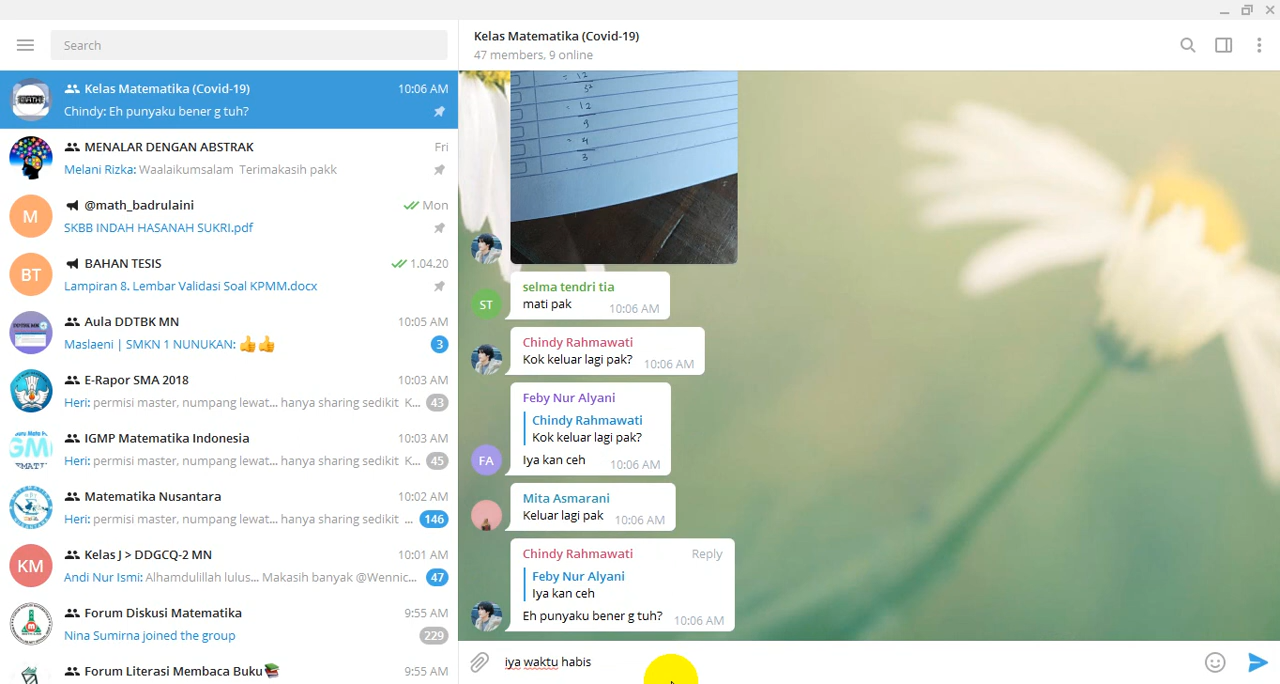 Search
Kelas Matematika (Covid-19) 10:06 AM
Chindy: Eh punyaku bener g tuh?
MENALAR DENGAN ABSTRAK Fri
Melani Rizka: Waalaikumsalam Terimakasih pakk
M
@math_badrulaini Mon
SKBB INDAH HASANAH SUKRI.pdf
BT
BAHAN TESIS 1.04.20
Lampiran 8. Lembar Validasi Soal KPMM.docx
Aula DDTBK MN 10:05 AM
Maslaeni | SMKN 1 NUNUKAN: 👍👍 3
E-Rapor SMA 2018 10:03 AM
Heri: permisi master, numpang lewat... hanya sharing sedikit K... 43
IGMP Matematika Indonesia 10:03 AM
Heri: permisi master, numpang lewat... hanya sharing sedikit K... 45
Matematika Nusantara 10:02 AM
Heri: permisi master, numpang lewat... hanya sharing sedikit ... 146
KM
Kelas J > DDGCQ-2 MN 10:01 AM
Andi Nur Ismi: Alhamdulillah lulus... Makasih banyak @Wennic... 47
Forum Diskusi Matematika 9:55 AM
Nina Sumirna joined the group 229
Forum Literasi Membaca Buku📚 9:55 AM
Kelas Matematika (Covid-19)
47 members, 9 online
= 12
= 12
9
= 4
3
ST
selma tendri tia
mati pak 10:06 AM
Chindy Rahmawati
Kok keluar lagi pak? 10:06 AM
Feby Nur Alyani
Chindy Rahmawati
Kok keluar lagi pak?
FA
Iya kan ceh 10:06 AM
Mita Asmarani
Keluar lagi pak 10:06 AM
Chindy Rahmawati Reply
Feby Nur Alyani
Iya kan ceh
Eh punyaku bener g tuh? 10:06 AM
iya waktu habis